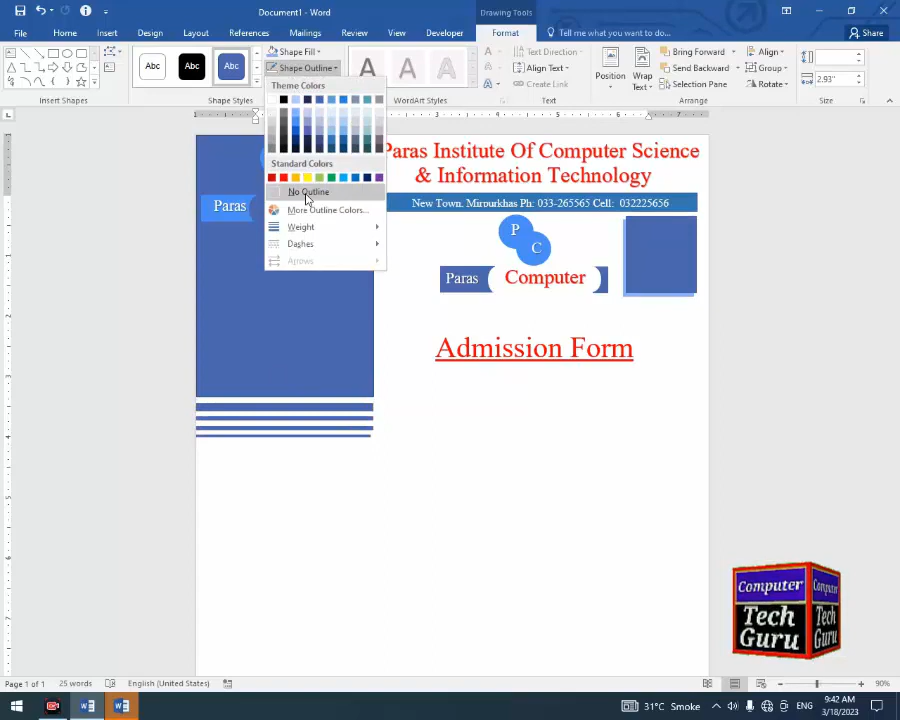 Document1 - Word
Drawing Tools
File
Home
Insert
Design
Layout
References
Mailings
Review
View
Developer
Format
Tell me what you want to do...
Share
Abc
Abc
Abc
Shape Fill
Shape Outline
A
A
A
Text Direction
Align Text
Create Link
Position
Wrap
Text
Bring Forward
Send Backward
Selection Pane
Align
Group
2.93"
Insert Shapes
Shape Styles
WordArt Styles
Text
Arrange
Size
Theme Colors
Standard Colors
No Outline
More Outline Colors...
Weight
Dashes
Arrows
Paras Institute Of Computer Science
& Information Technology
New Town, Mirourkhas Ph: 033-265565 Cell: 0322225656
Paras
P
C
Paras
Computer
Admission Form
Computer
Tech
Guru
Computer
Tech
Guru
Page 1 of 1
25 words
English (United States)
90%
31°C Smoke
ENG
9:42 AM
3/18/2023